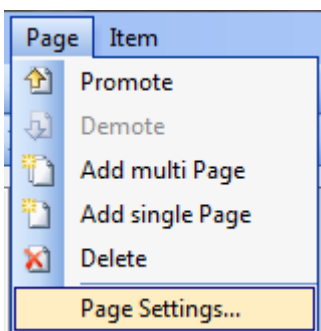 Page Item
Promote
Demote
Add multi Page
Add single Page
Delete
Page Settings...